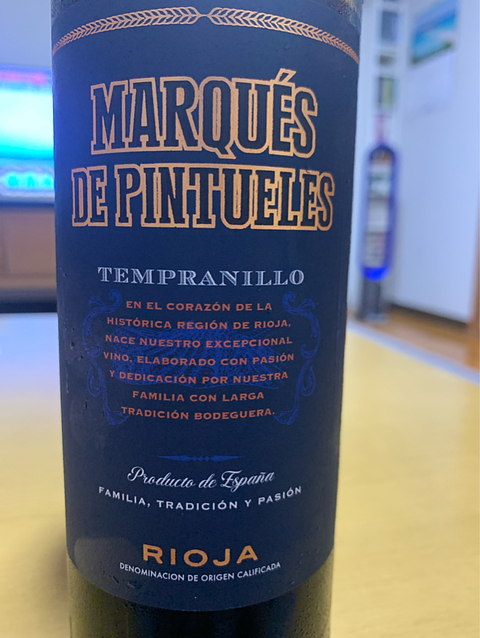 MARQUÉS
DE PINTUELES
TEMPRANILLO
EN EL CORAZÓN DE LA
HISTÓRICA REGIÓN DE RIOJA,
NACE NUESTRO EXCEPCIONAL
VINO, ELABORADO CON PASIÓN
Y DEDICACIÓN POR NUESTRA
FAMILIA CON LARGA
TRADICIÓN BODEGUERA.
Producto de España
FAMILIA, TRADICIÓN Y PASIÓN
RIOJA
DENOMINACION DE ORIGEN CALIFICADA